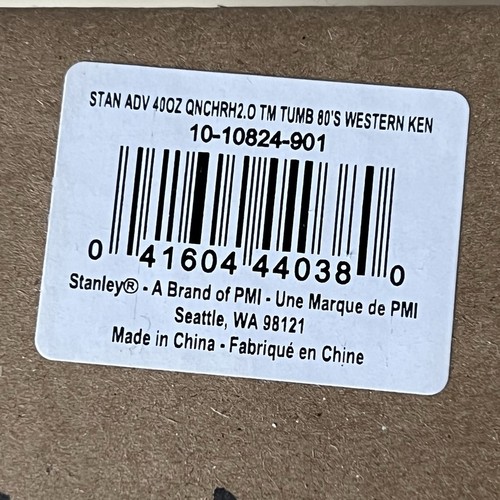 STAN ADV 40OZ QNCHRH2.O TM TUMB 80'S WESTERN KEN
10-10824-901
0 41604 44038 0
Stanley® - A Brand of PMI - Une Marque de PMI
Seattle, WA 98121
Made in China - Fabriqué en Chine